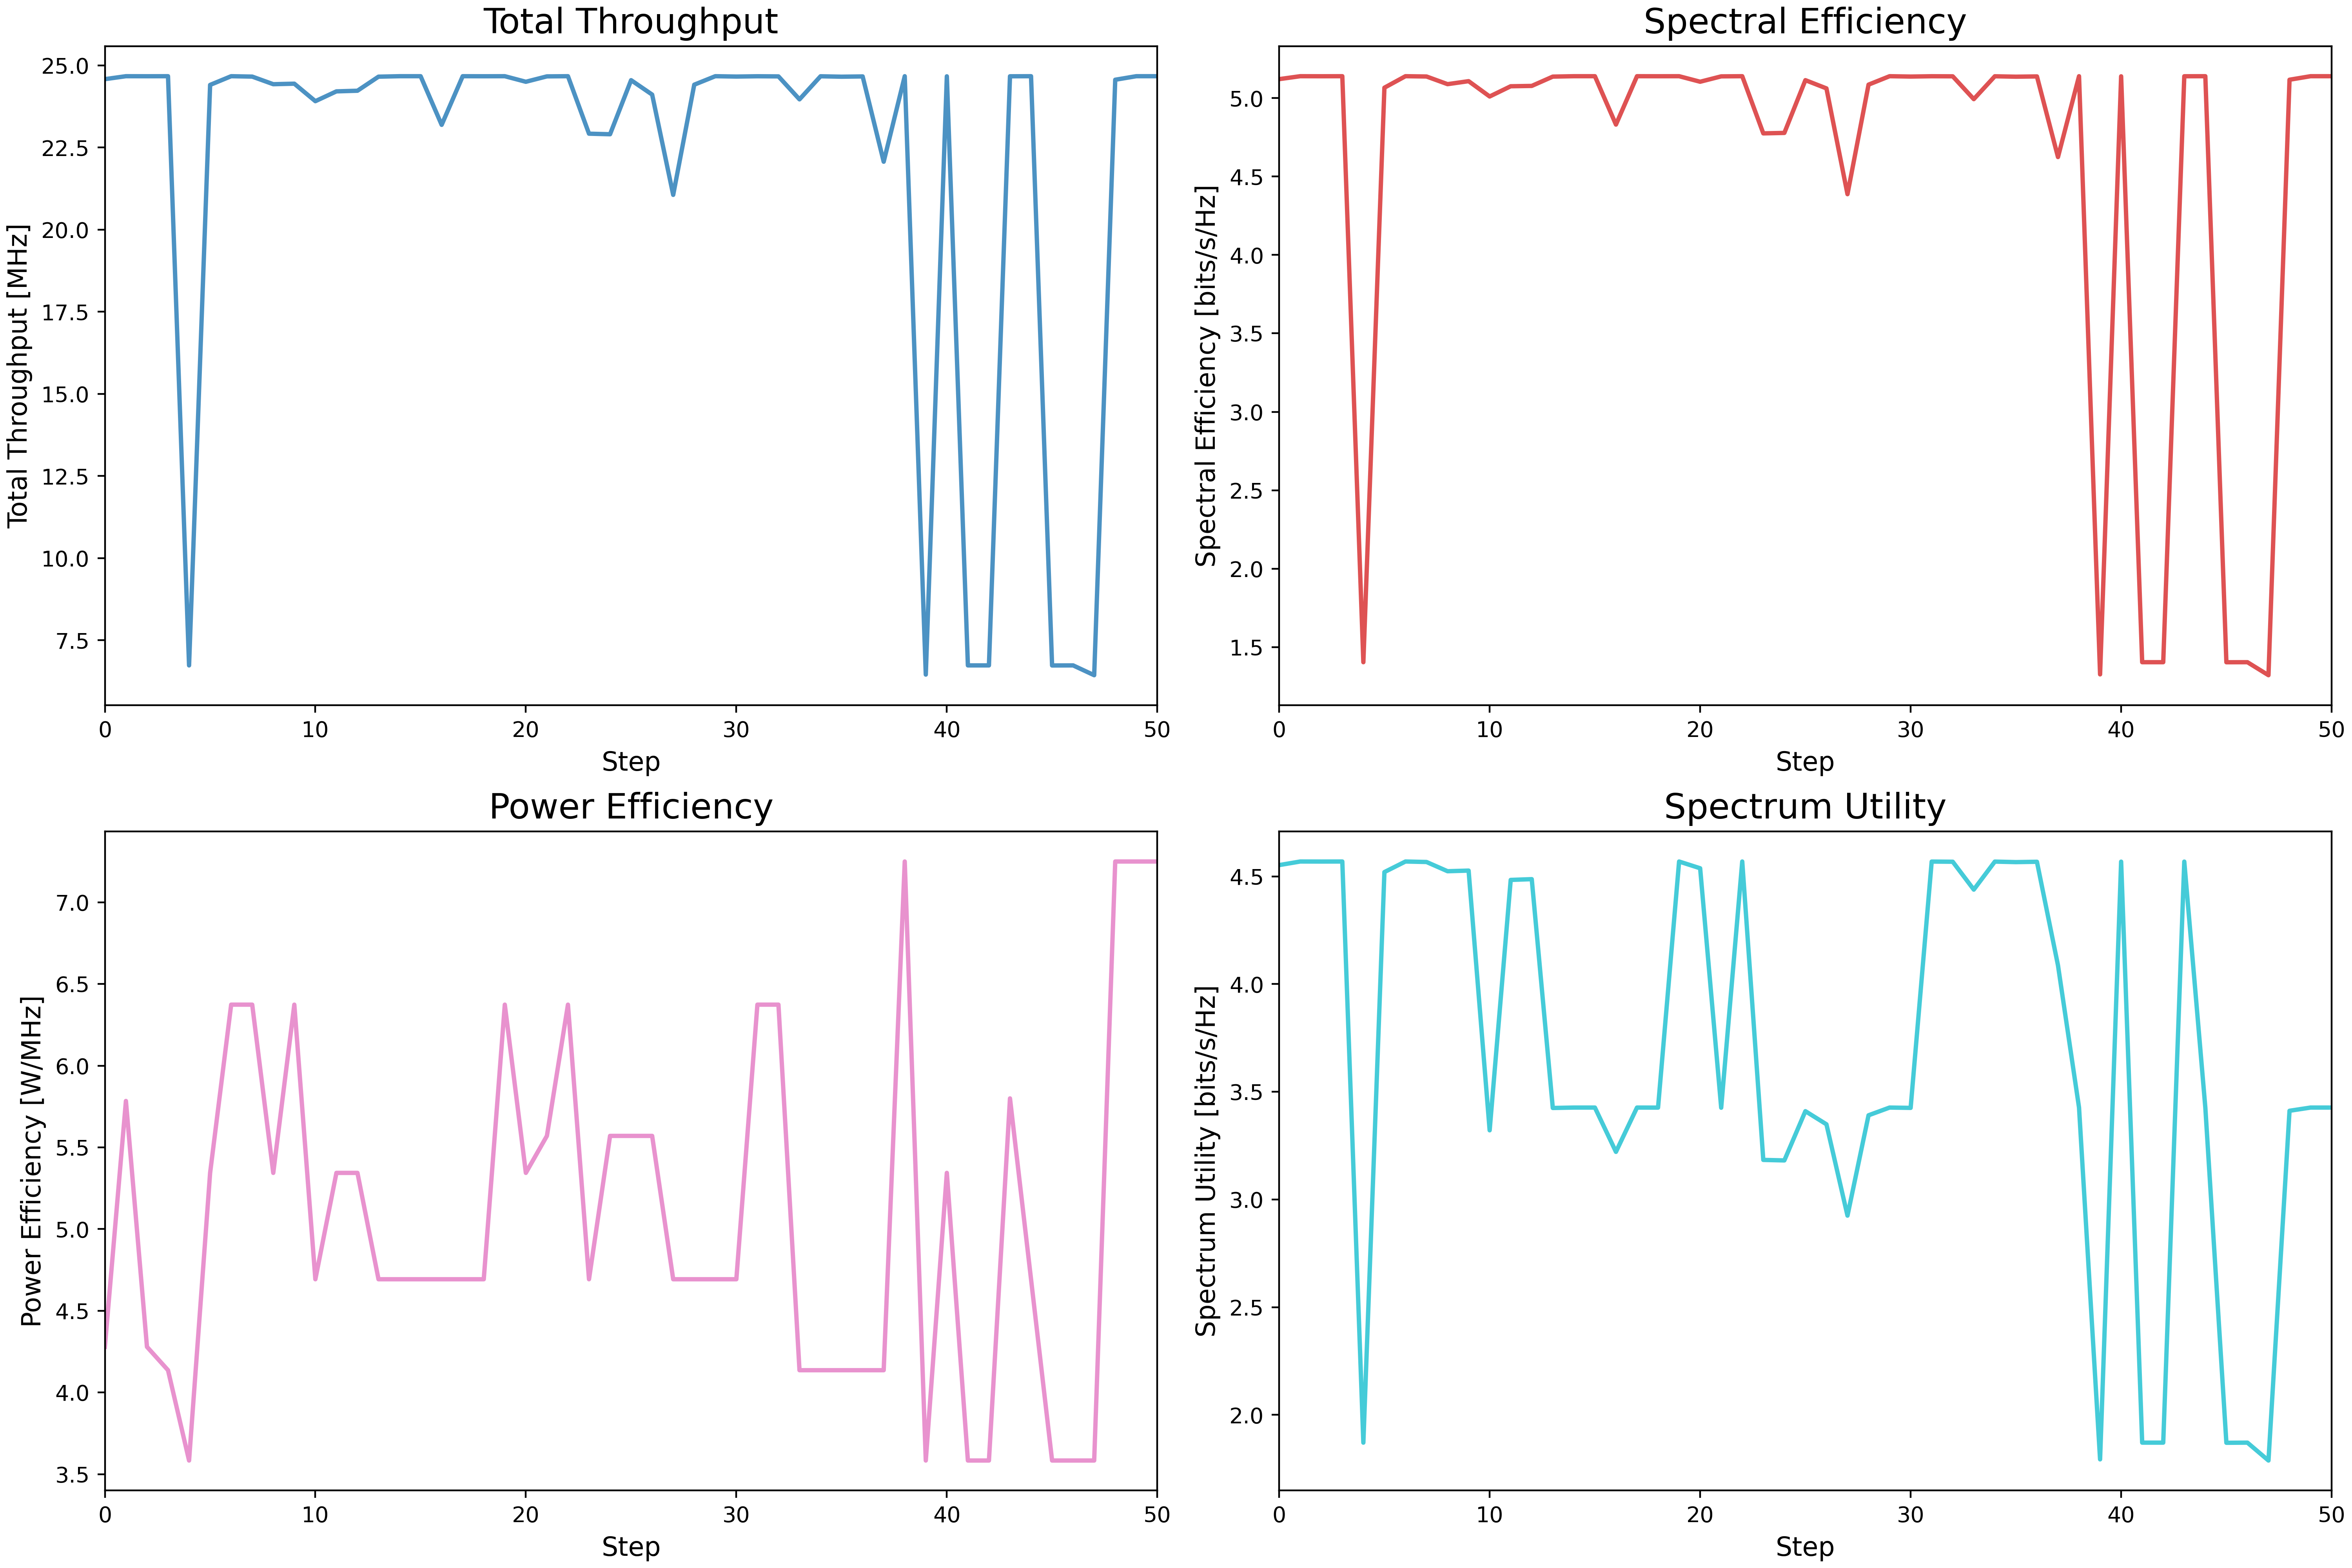 Total Throughput
Total Throughput [MHz]
25.0
22.5
20.0
17.5
15.0
12.5
10.0
7.5
0 10 20 30 40 50
Step
Spectral Efficiency
Spectral Efficiency [bits/s/Hz]
5.0
4.5
4.0
3.5
3.0
2.5
2.0
1.5
0 10 20 30 40 50
Step
Power Efficiency
Power Efficiency [W/MHz]
7.0
6.5
6.0
5.5
5.0
4.5
4.0
3.5
0 10 20 30 40 50
Step
Spectrum Utility
Spectrum Utility [bits/s/Hz]
4.5
4.0
3.5
3.0
2.5
2.0
0 10 20 30 40 50
Step